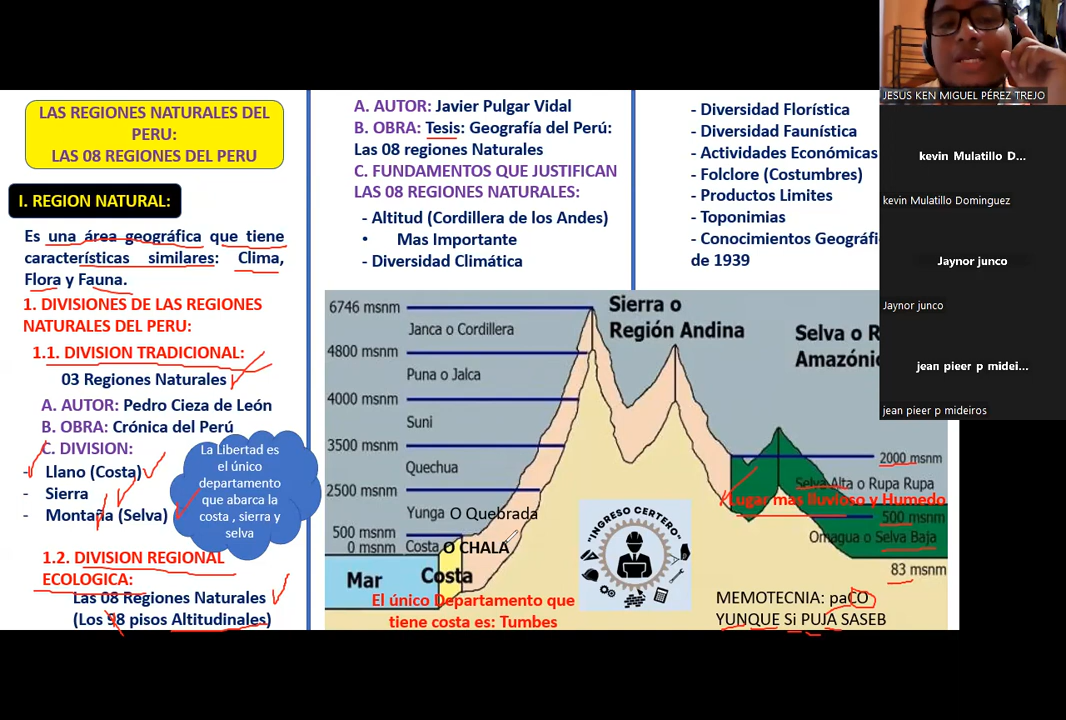 LAS REGIONES NATURALES DEL
PERU:
LAS 08 REGIONES DEL PERU
I. REGION NATURAL:
Es una área geográfica que tiene
características similares: Clima,
Flora y Fauna.
1. DIVISIONES DE LAS REGIONES
NATURALES DEL PERU:
1.1. DIVISION TRADICIONAL:
03 Regiones Naturales
A. AUTOR: Pedro Cieza de León
B. OBRA: Crónica del Perú
C. DIVISION:
- Llano (Costa)
- Sierra
- Montaña (Selva)
La Libertad es
el único
departamento
que abarca la
costa , sierra y
selva
1.2. DIVISION REGIONAL
ECOLOGICA:
Las 08 Regiones Naturales
(Los 98 pisos Altitudinales)
A. AUTOR: Javier Pulgar Vidal
B. OBRA: Tesis: Geografía del Perú:
Las 08 regiones Naturales
C. FUNDAMENTOS QUE JUSTIFICAN
LAS 08 REGIONES NATURALES:
- Altitud (Cordillera de los Andes)
• Mas Importante
- Diversidad Climática
- Diversidad Florística
- Diversidad Faunística
- Actividades Económicas
- Folclore (Costumbres)
- Productos Limites
- Toponimias
- Conocimientos Geográfi
de 1939
6746 msnm
Janca o Cordillera
4800 msnm
Puna o Jalca
4000 msnm
Suni
3500 msnm
Quechua
2500 msnm
Yunga O Quebrada
500 msnm
0 msnm
Costa O CHALA
Mar
Costa
Sierra o
Región Andina
Selva o R
Amazóni
2000 msnm
Selva Alta o Rupa Rupa
Lugar mas lluvioso y Humedo
500 msnm
Omagua o Selva Baja
83 msnm
El único Departamento que
tiene costa es: Tumbes
"INGRESO CERTERO"
MEMOTECNIA: paCO
YUNQUE Si PUJA SASEB
JESUS KEN MIGUEL PÉREZ TREJO
kevin Mulatillo D...
kevin Mulatillo Dominguez
Jaynor junco
Jaynor junco
jean pieer p midei...
jean pieer p mideiros